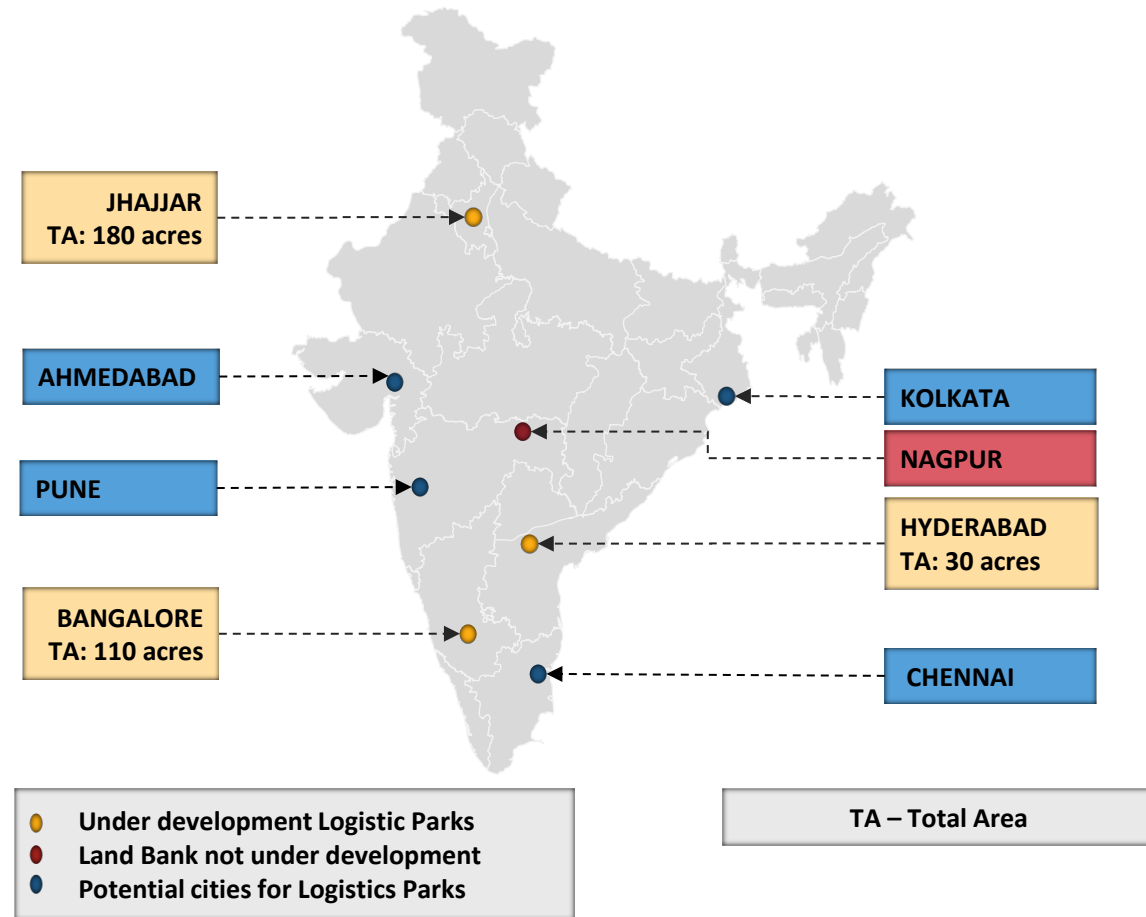 JHAJJAR
TA: 180 acres
AHMEDABAD
PUNE
BANGALORE
TA: 110 acres
KOLKATA
NAGPUR
HYDERABAD
TA: 30 acres
CHENNAI
Under development Logistic Parks
Land Bank not under development
Potential cities for Logistics Parks
TA – Total Area